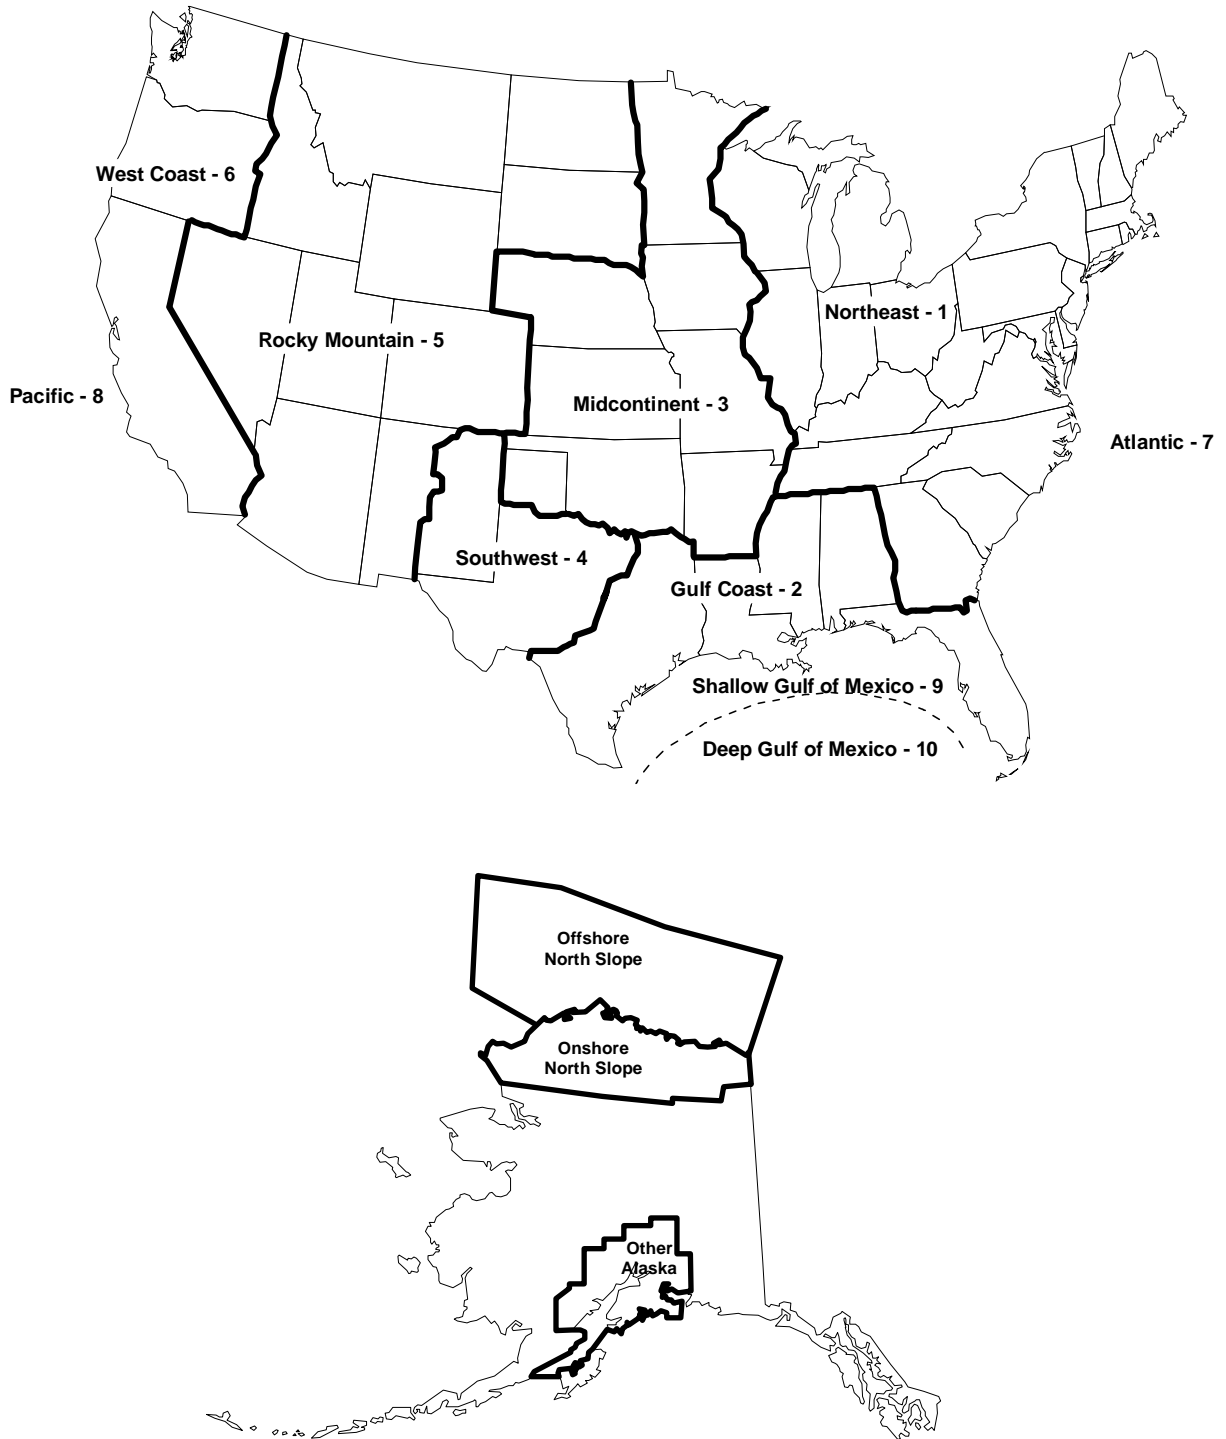 West Coast - 6
Northeast - 1
Rocky Mountain - 5
Pacific - 8
Midcontinent - 3
Atlantic - 7
Southwest - 4
Gulf Coast - 2
Shallow Gulf of Mexico - 9
Deep Gulf of Mexico - 10
Offshore
North Slope
Onshore
North Slope
Other
Alaska